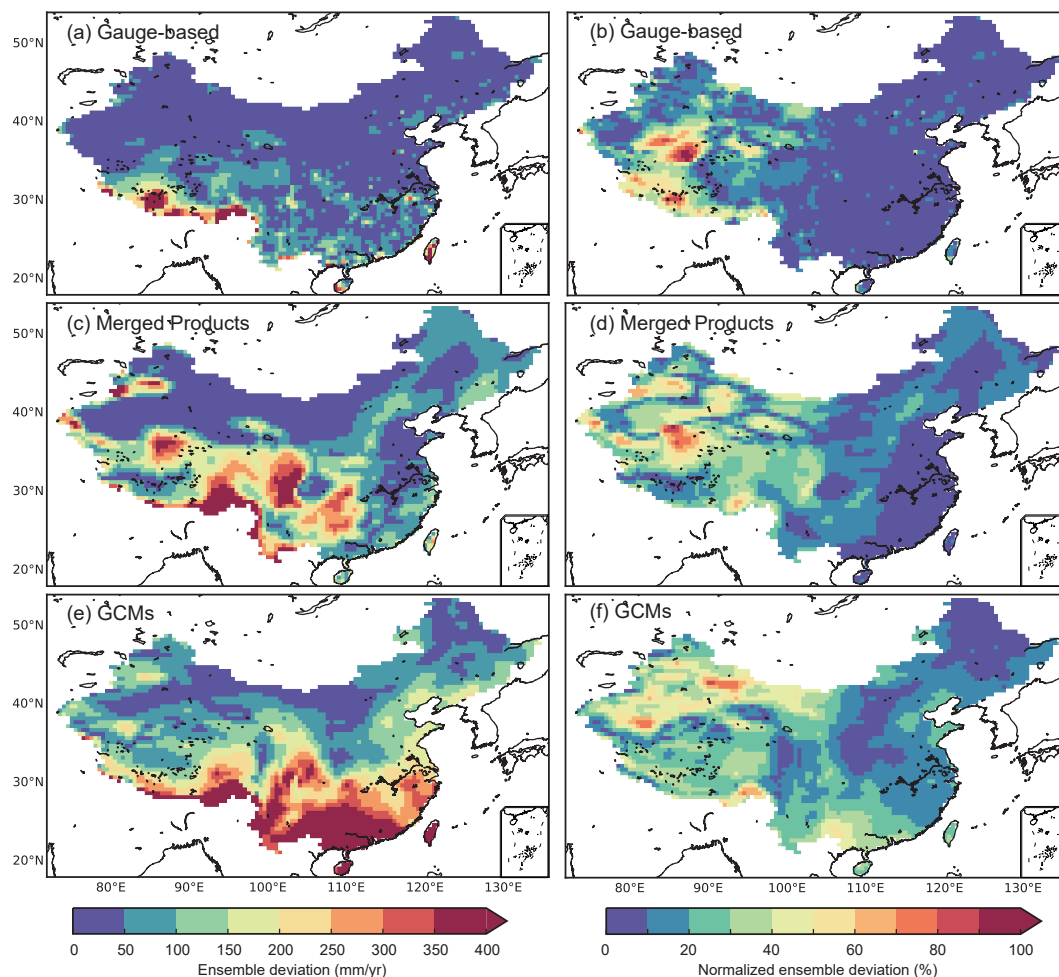 (a) Gauge-based
(b) Gauge-based
50°N
40°N
30°N
20°N
(c) Merged Products
(d) Merged Products
50°N
40°N
30°N
20°N
(e) GCMs
(f) GCMs
50°N
40°N
30°N
20°N
80°E 90°E 100°E 110°E 120°E 130°E
80°E 90°E 100°E 110°E 120°E 130°E
0 50 100 150 200 250 300 350 400
Ensemble deviation (mm/yr)
0 20 40 60 80 100
Normalized ensemble deviation (%)